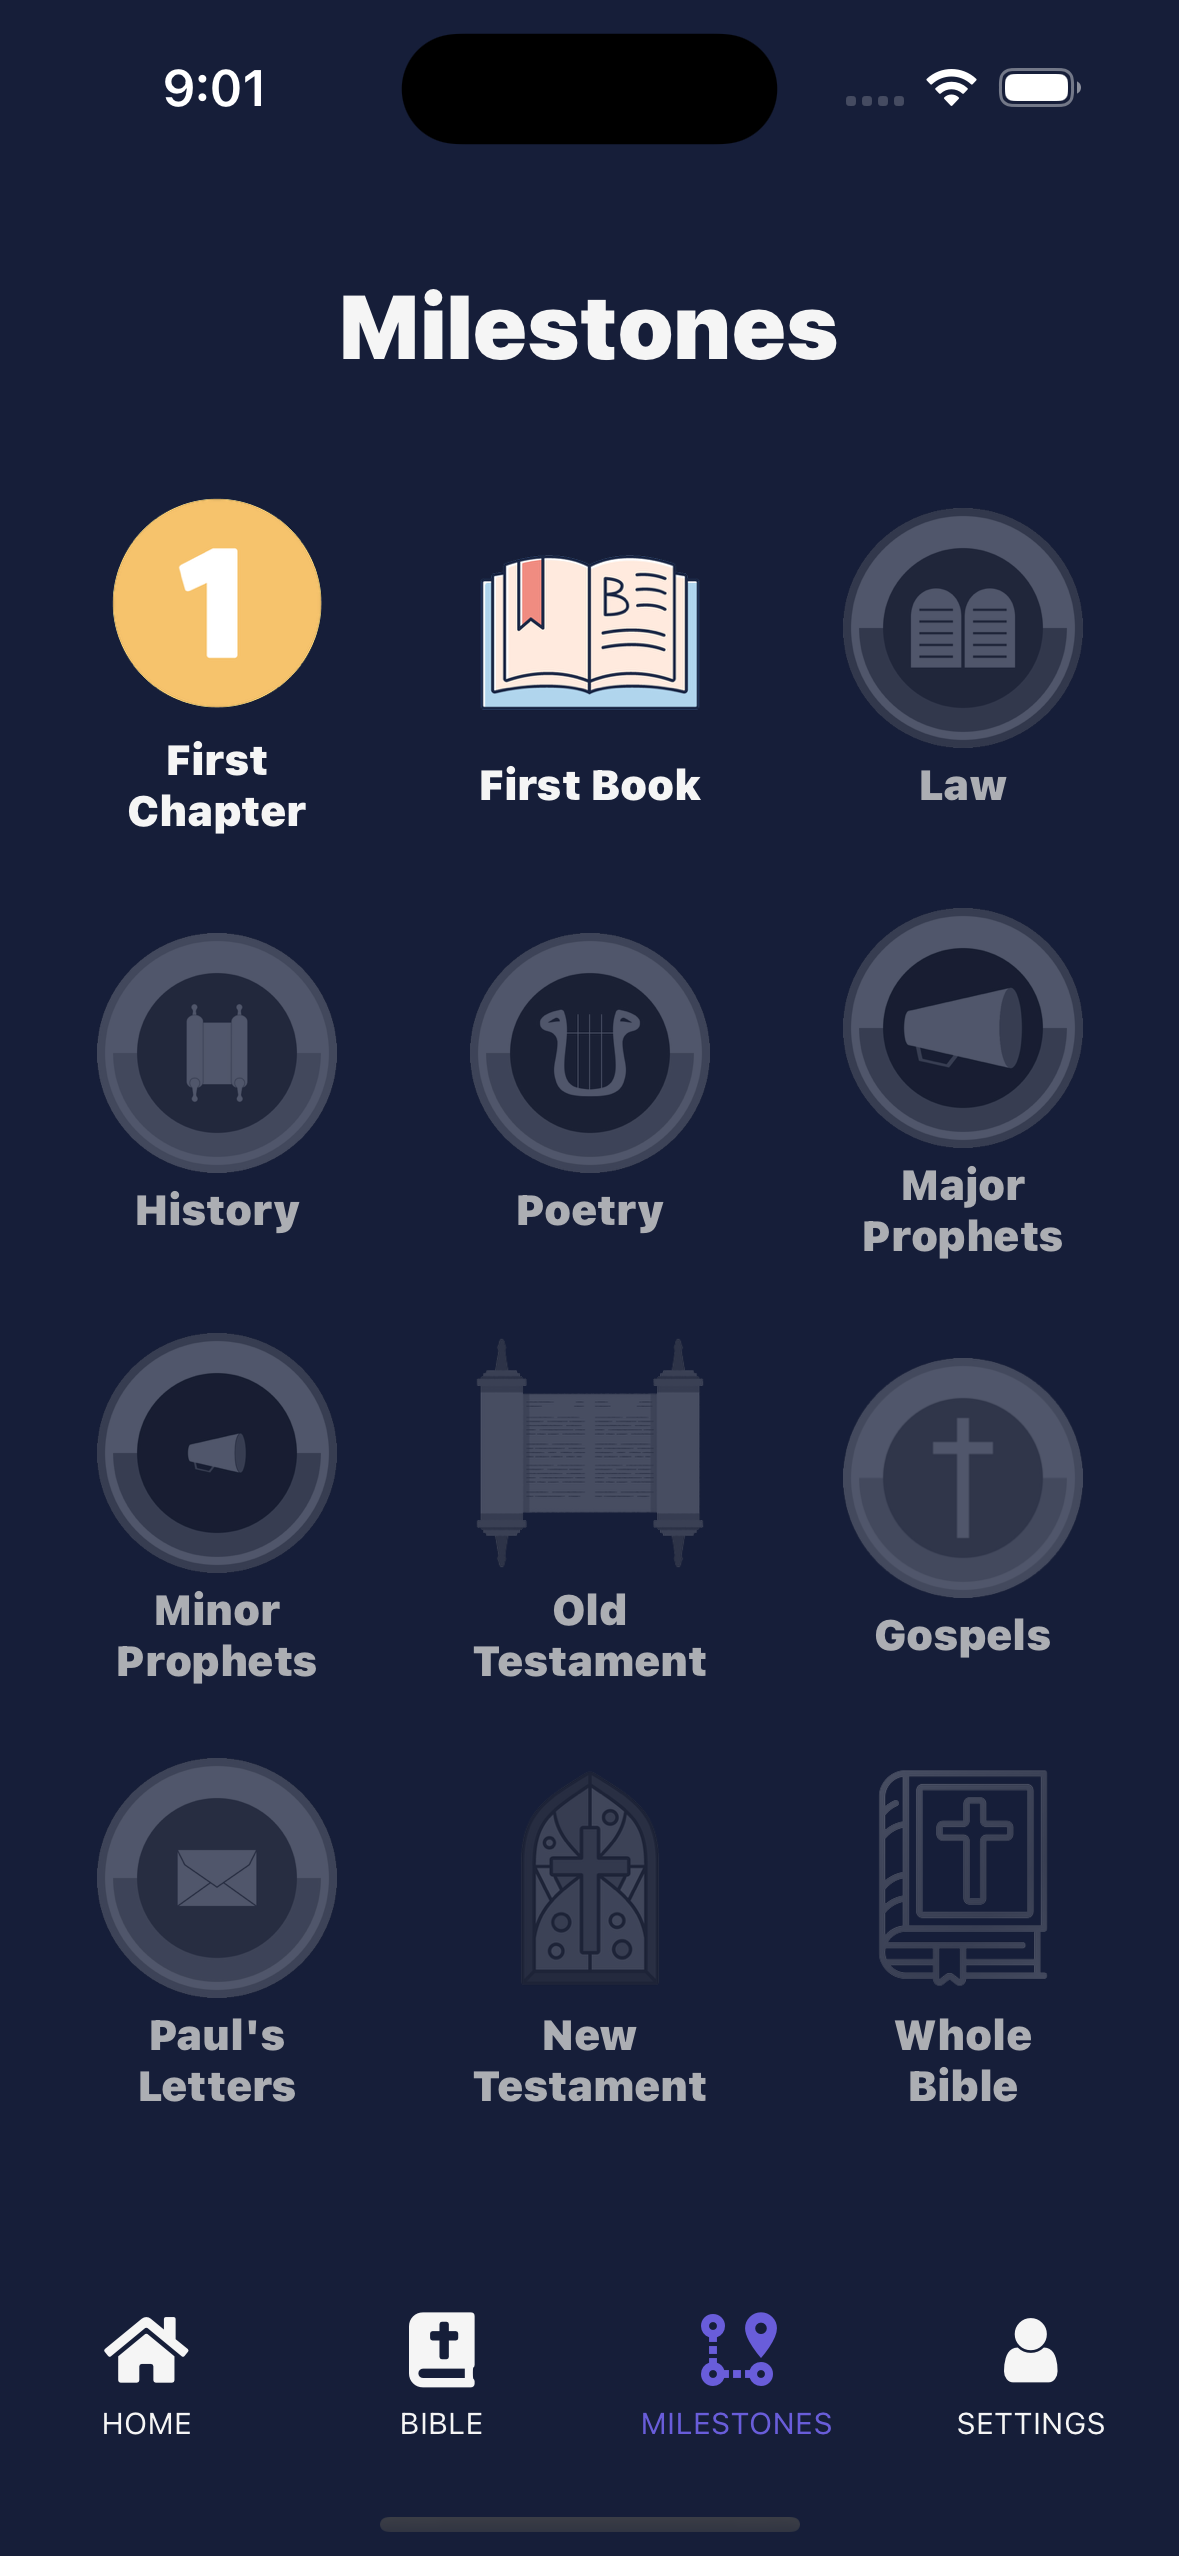 9:01
Milestones
1
B
First
Chapter
First Book
Law
History
Poetry
Major
Prophets
Minor
Prophets
Old
Testament
Gospels
Paul's
Letters
New
Testament
Whole
Bible
HOME
BIBLE
MILESTONES
SETTINGS